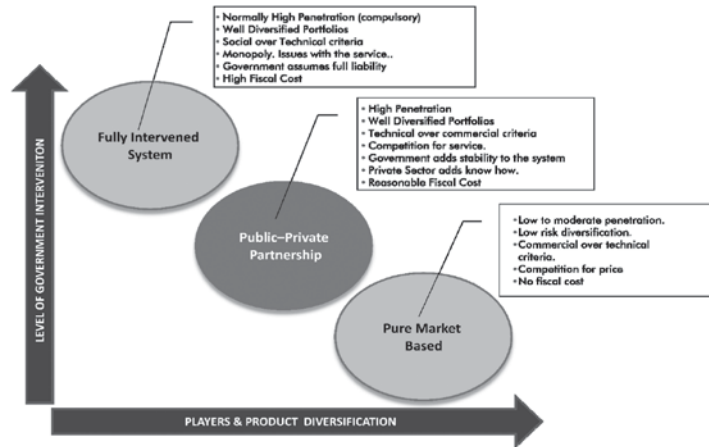 • Normally High Penetration (compulsory)
• Well Diversified Portfolios
• Social over Technical criteria
• Monopoly. Issues with the service..
• Government assumes full liability
• High Fiscal Cost
Fully Intervened
System
• High Penetration
• Well Diversified Portfolios
• Technical over commercial criteria
• Competition for service.
• Government adds stability to the system
• Private Sector adds know how.
• Reasonable Fiscal Cost
Public–Private
Partnership
• Low to moderate penetration.
• Low risk diversification.
• Commercial over technical
criteria.
• Competition for price
• No fiscal cost
Pure Market
Based
LEVEL OF GOVERNMENT INTERVENITON
PLAYERS & PRODUCT DIVERSIFICATION